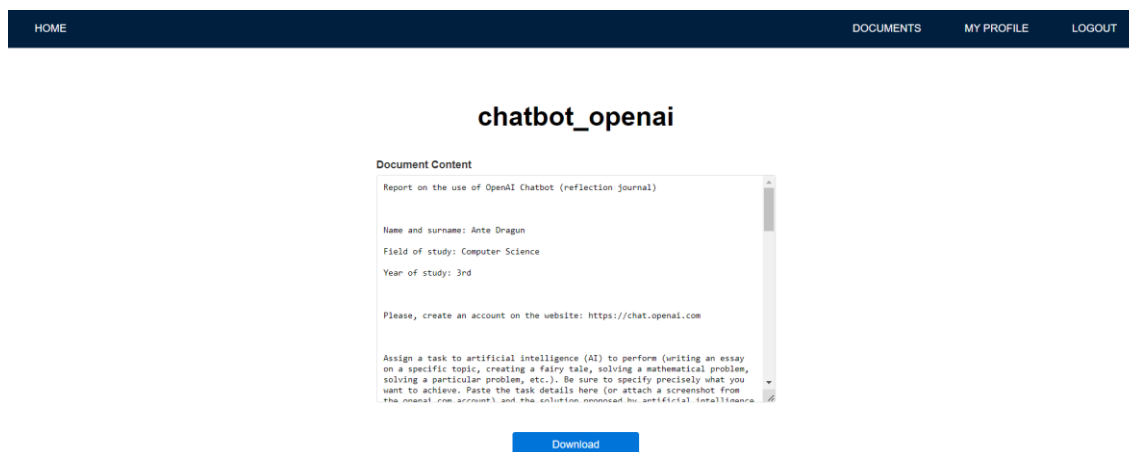 HOME DOCUMENTS MY PROFILE LOGOUT
chatbot_openai
Document Content
Report on the use of OpenAI Chatbot (reflection journal)
Name and surname: Ante Dragun
Field of study: Computer Science
Year of study: 3rd
Please, create an account on the website: https://chat.openai.com
Assign a task to artificial intelligence (AI) to perform (writing an essay
on a specific topic, creating a fairy tale, solving a mathematical problem,
solving a particular problem, etc.). Be sure to specify precisely what you
want to achieve. Paste the task details here (or attach a screenshot from
the openai.com account) and the solution proposed by artificial intelligence
Download